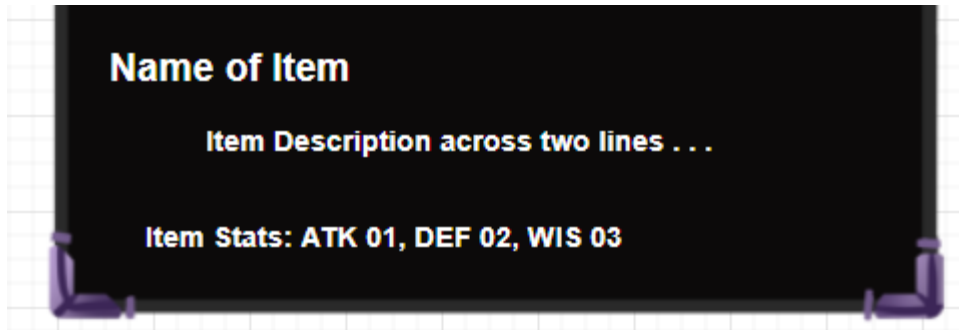 Name of Item
Item Description across two lines . . .
Item Stats: ATK 01, DEF 02, WIS 03